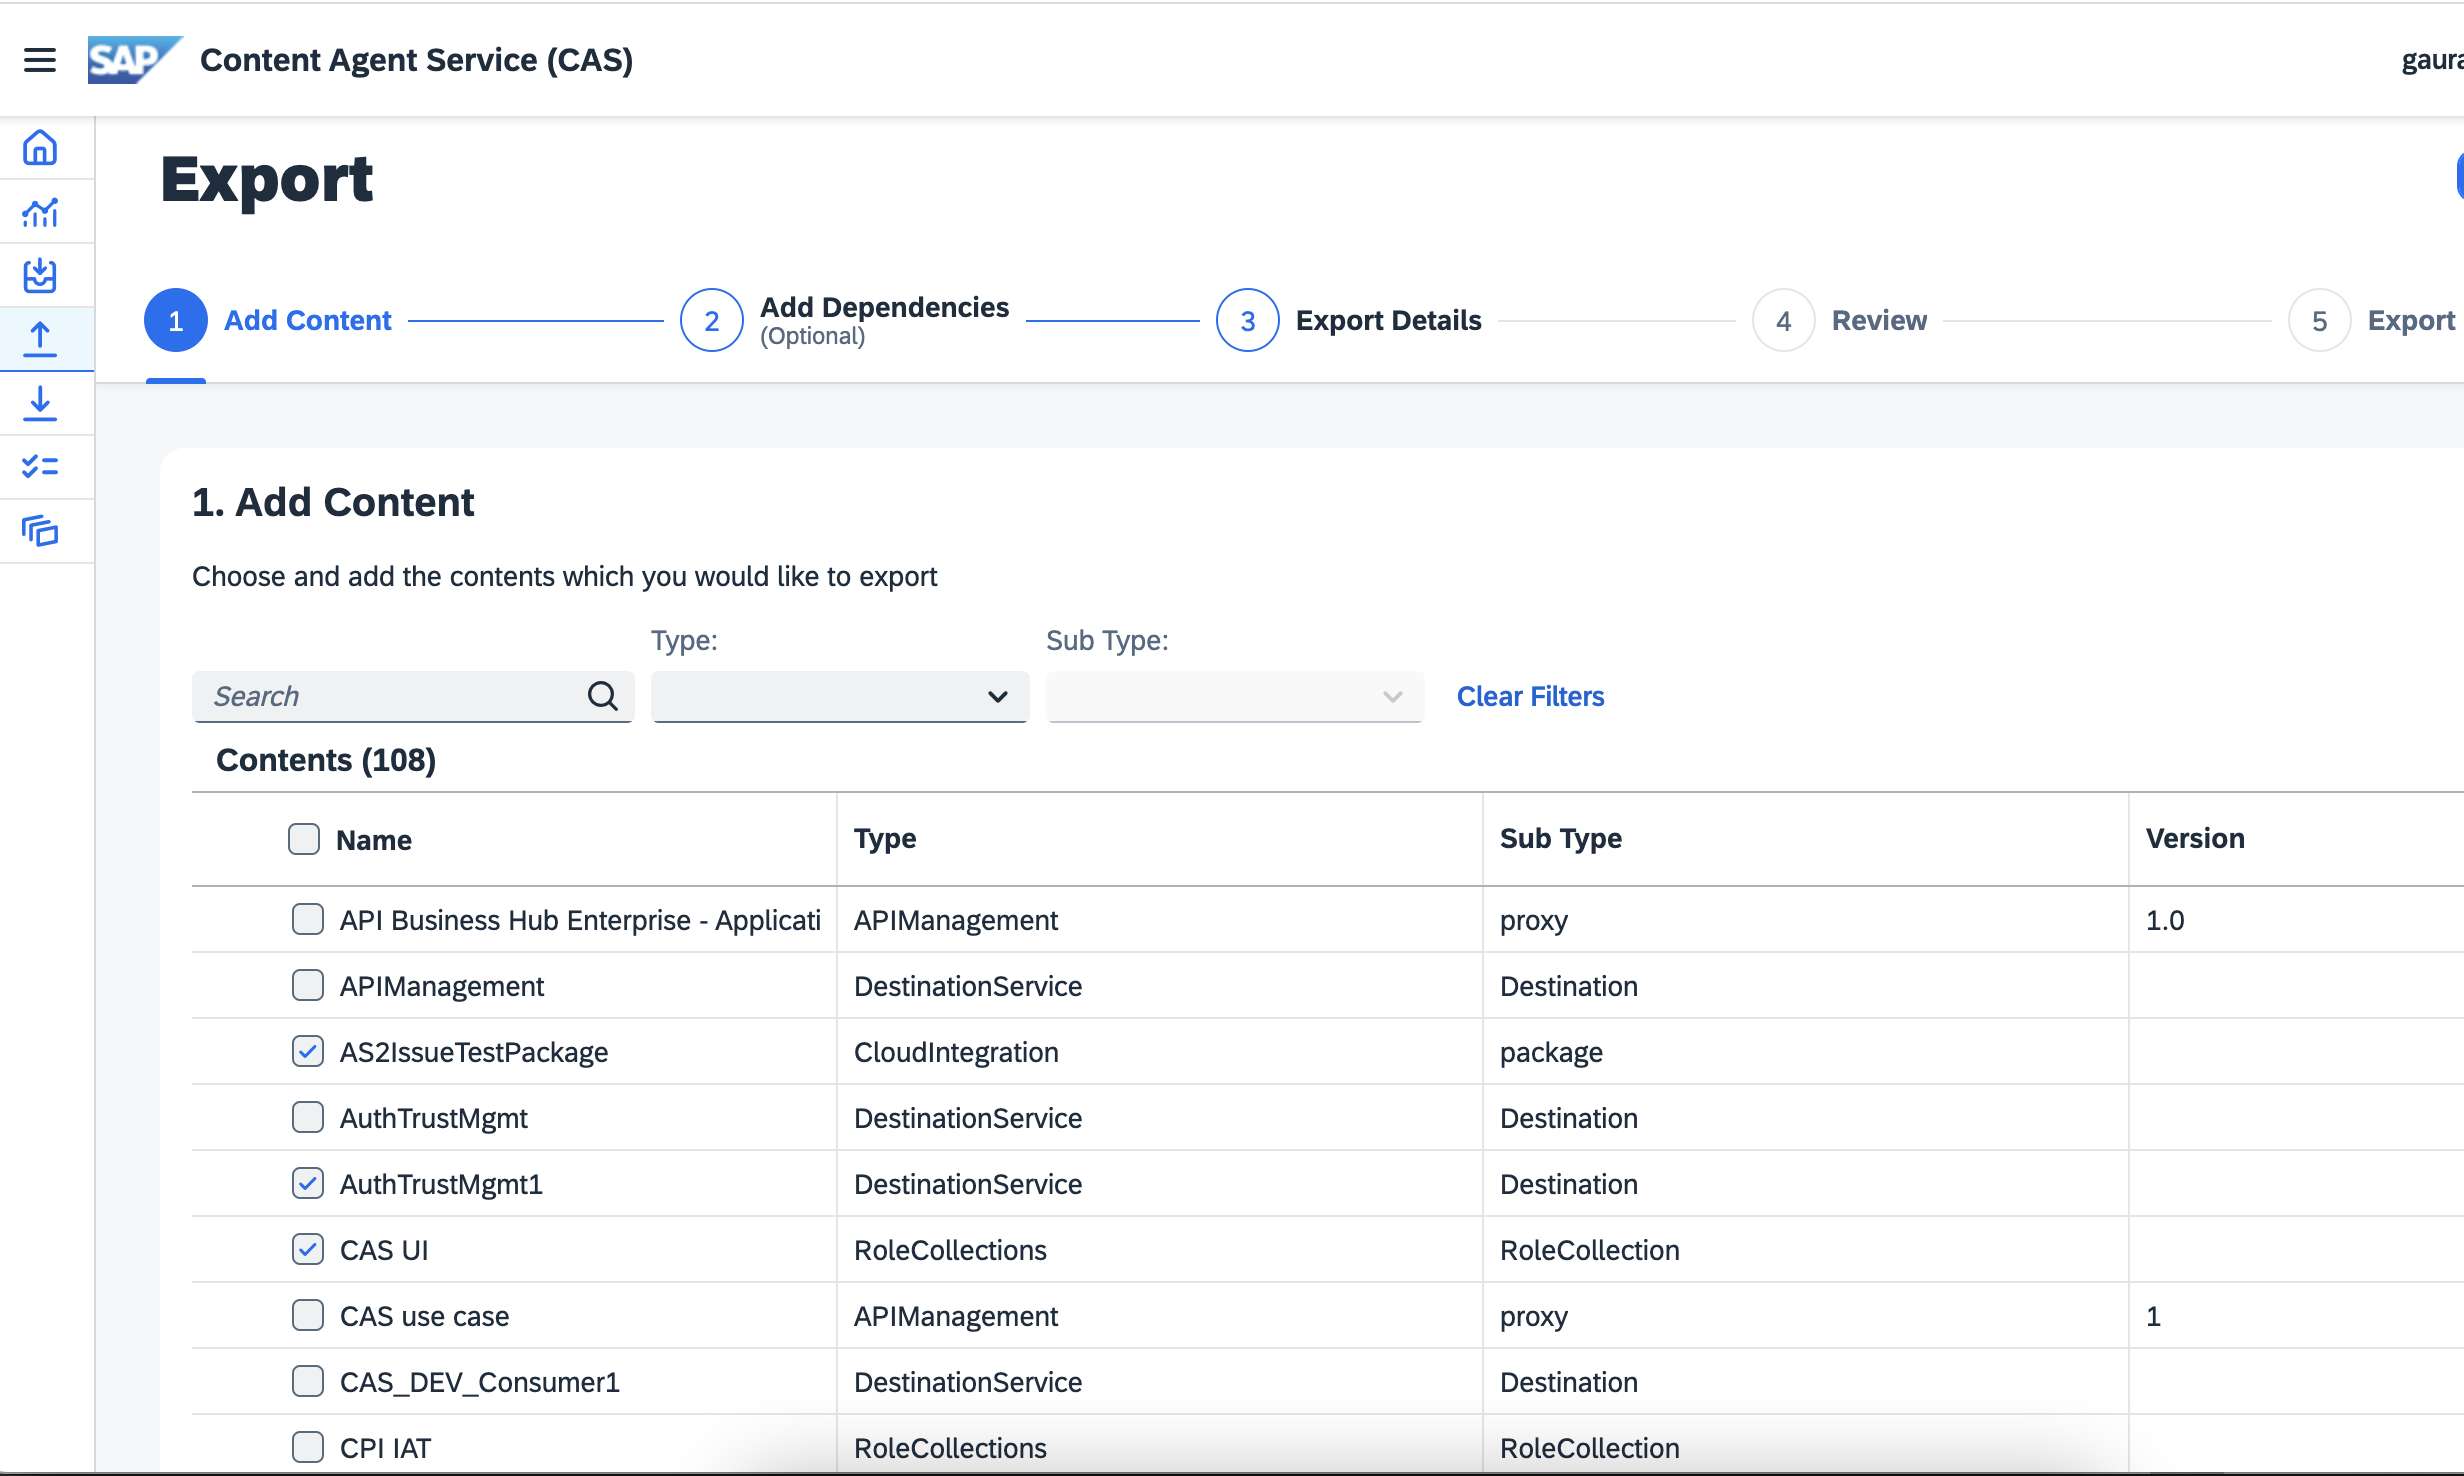 SAP Content Agent Service (CAS)
Export
1 Add Content
2 Add Dependencies
(Optional)
3 Export Details
4 Review
5 Export
1. Add Content
Choose and add the contents which you would like to export
Type: Sub Type:
Search Clear Filters
Contents (108)
Name Type Sub Type Version
API Business Hub Enterprise - Applicati APIManagement proxy 1.0
APIManagement DestinationService Destination
AS2IssueTestPackage CloudIntegration package
AuthTrustMgmt DestinationService Destination
AuthTrustMgmt1 DestinationService Destination
CAS UI RoleCollections RoleCollection
CAS use case APIManagement proxy 1
CAS_DEV_Consumer1 DestinationService Destination
CPI IAT RoleCollections RoleCollection